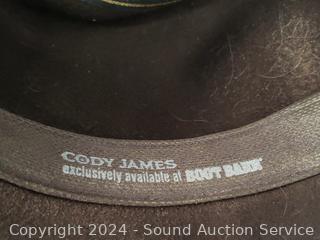 CODY JAMES
exclusively available at BOOT BARN
Copyright 2024 - Sound Auction Service